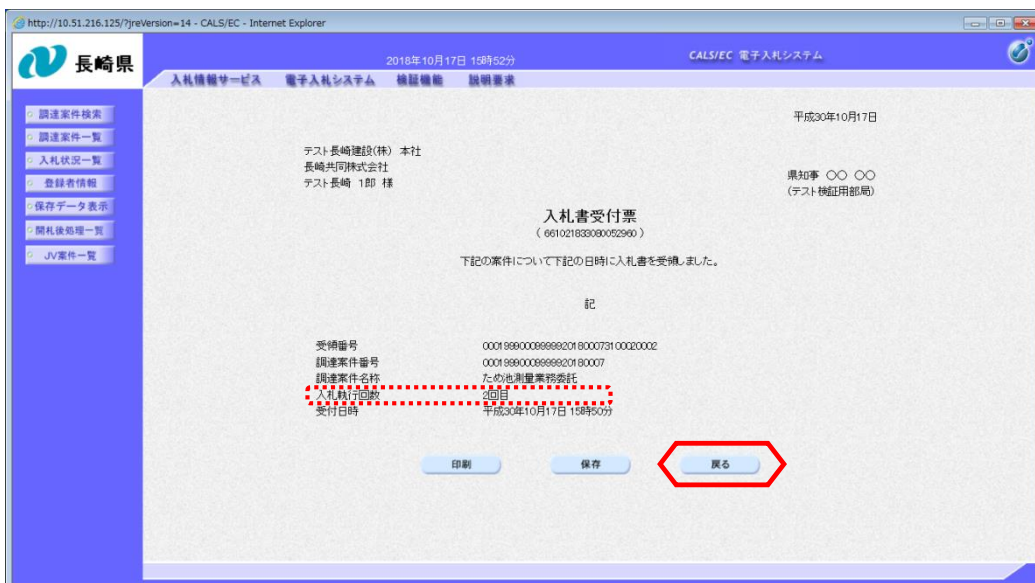 http://10.51.216.125/?jreVersion=14 - CALS/EC - Internet Explorer
長崎県
2018年10月17日 15時52分
CALS/EC 電子入札システム
入札情報サービス 電子入札システム 検証機能 説明要求
調達案件検索
調達案件一覧
入札状況一覧
登録者情報
保存データ表示
開札後処理一覧
JV案件一覧
平成30年10月17日
テスト長崎建設(株) 本社
長崎共同株式会社
テスト長崎 1郎 様
県知事 ○○ ○○
(テスト検証用部局)
入札書受付票
( 661021833080052960 )
下記の案件について下記の日時に入札書を受領しました。
記
受領番号
調達案件番号
調達案件名称 ため池測量業務委託
入札執行回数 2回目
受付日時 平成30年10月17日 15時50分
印刷 保存 戻る